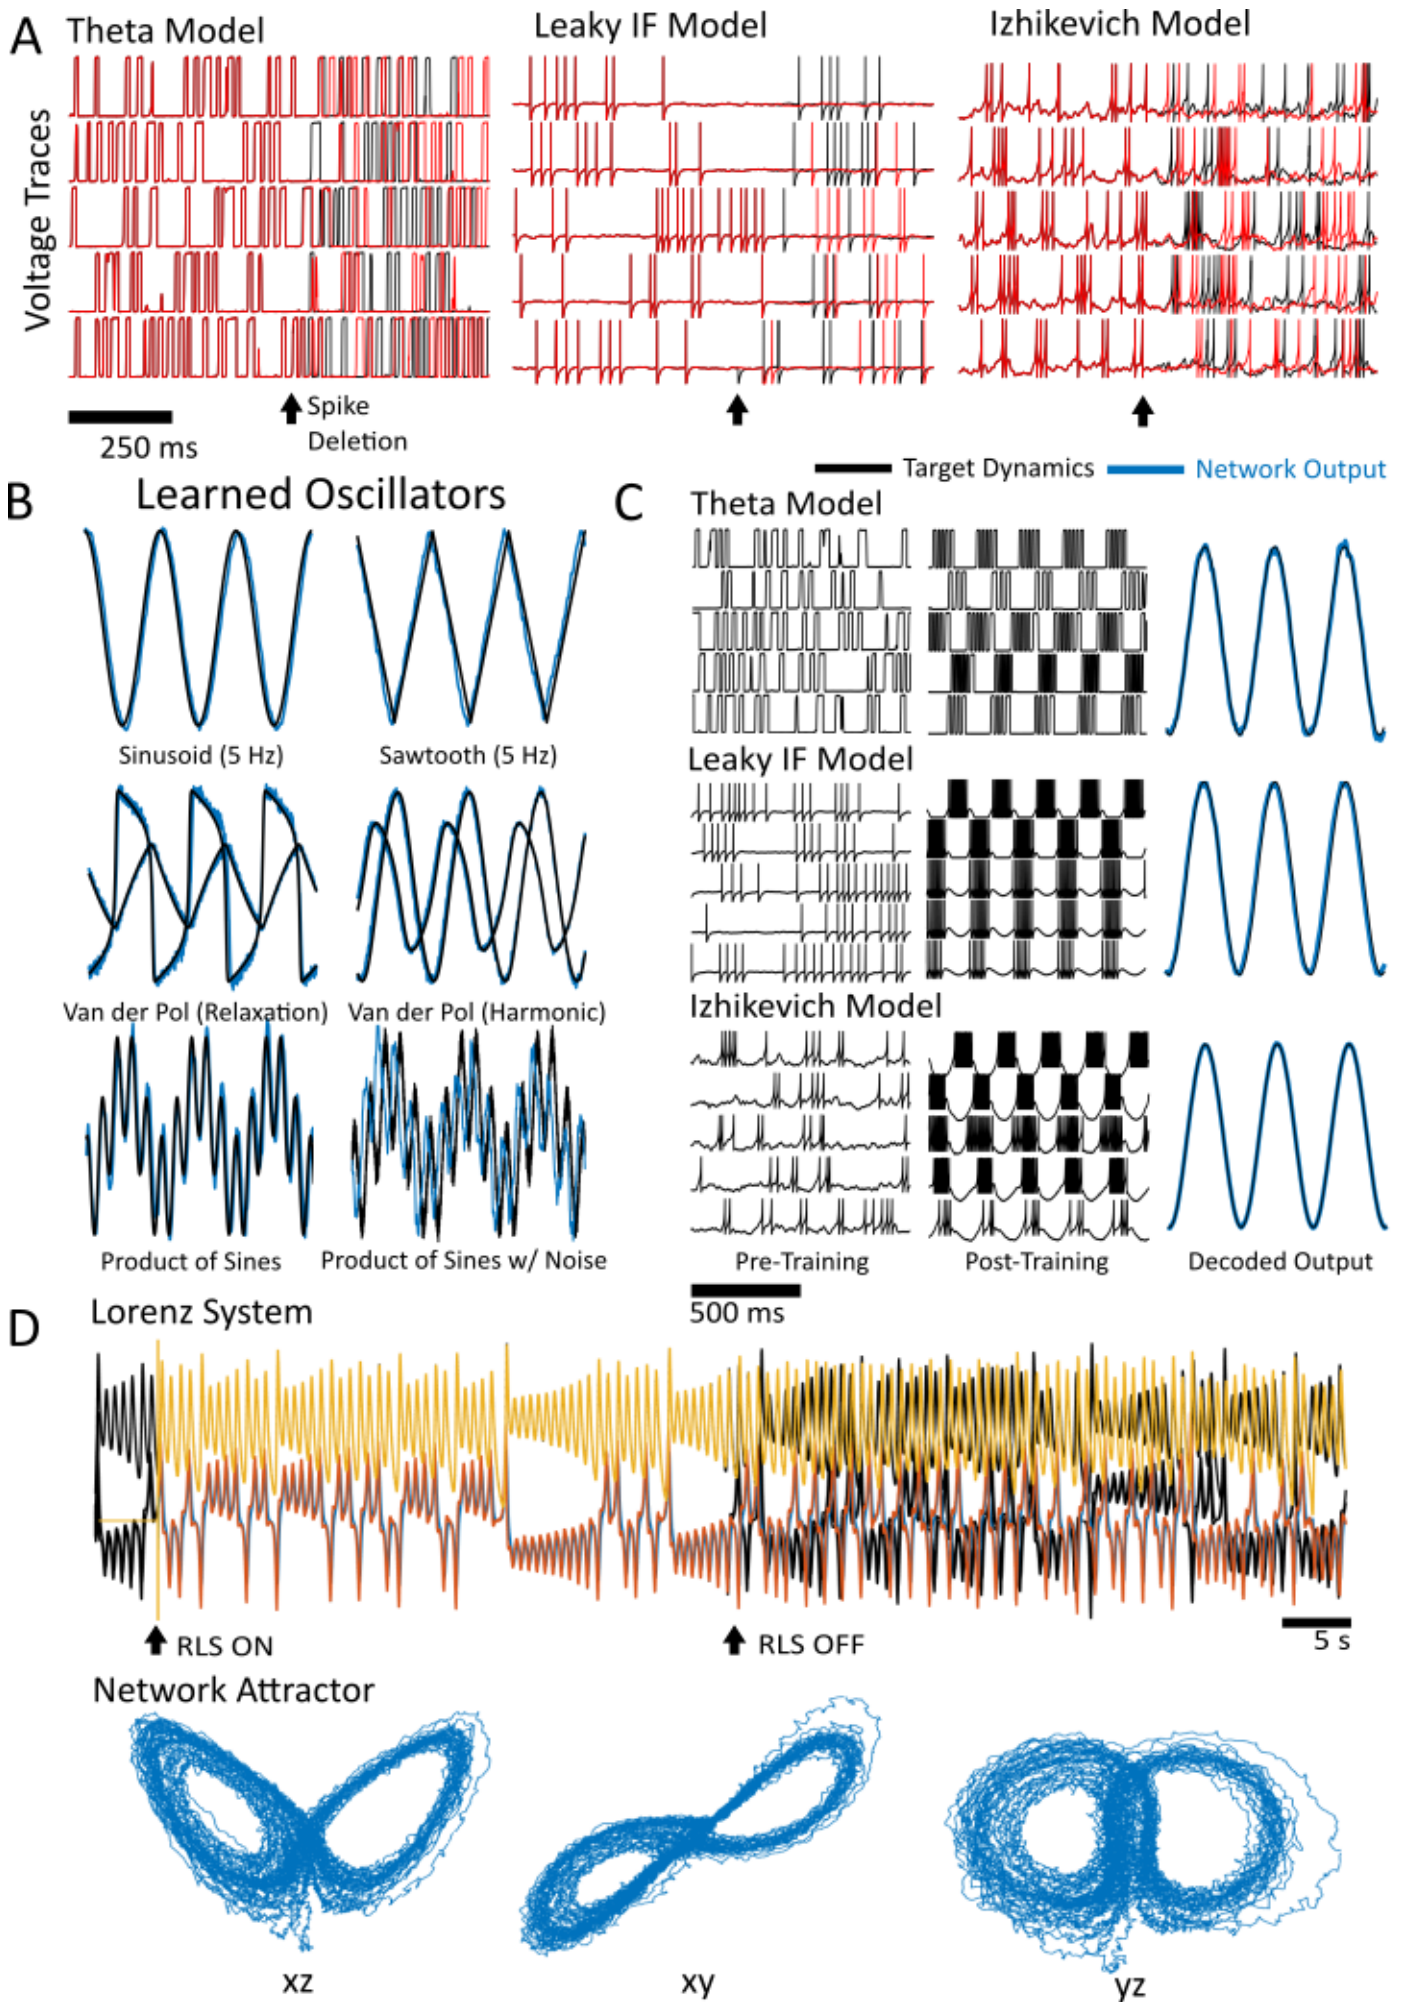 A
Theta Model
Leaky IF Model
Izhikevich Model
Voltage Traces
250 ms
Spike
Deletion
Target Dynamics
Network Output
B
Learned Oscillators
Sinusoid (5 Hz)
Sawtooth (5 Hz)
Van der Pol (Relaxation)
Van der Pol (Harmonic)
Product of Sines
Product of Sines w/ Noise
C
Theta Model
Leaky IF Model
Izhikevich Model
Pre-Training
Post-Training
Decoded Output
500 ms
D
Lorenz System
RLS ON
RLS OFF
5 s
Network Attractor
xz
xy
yz